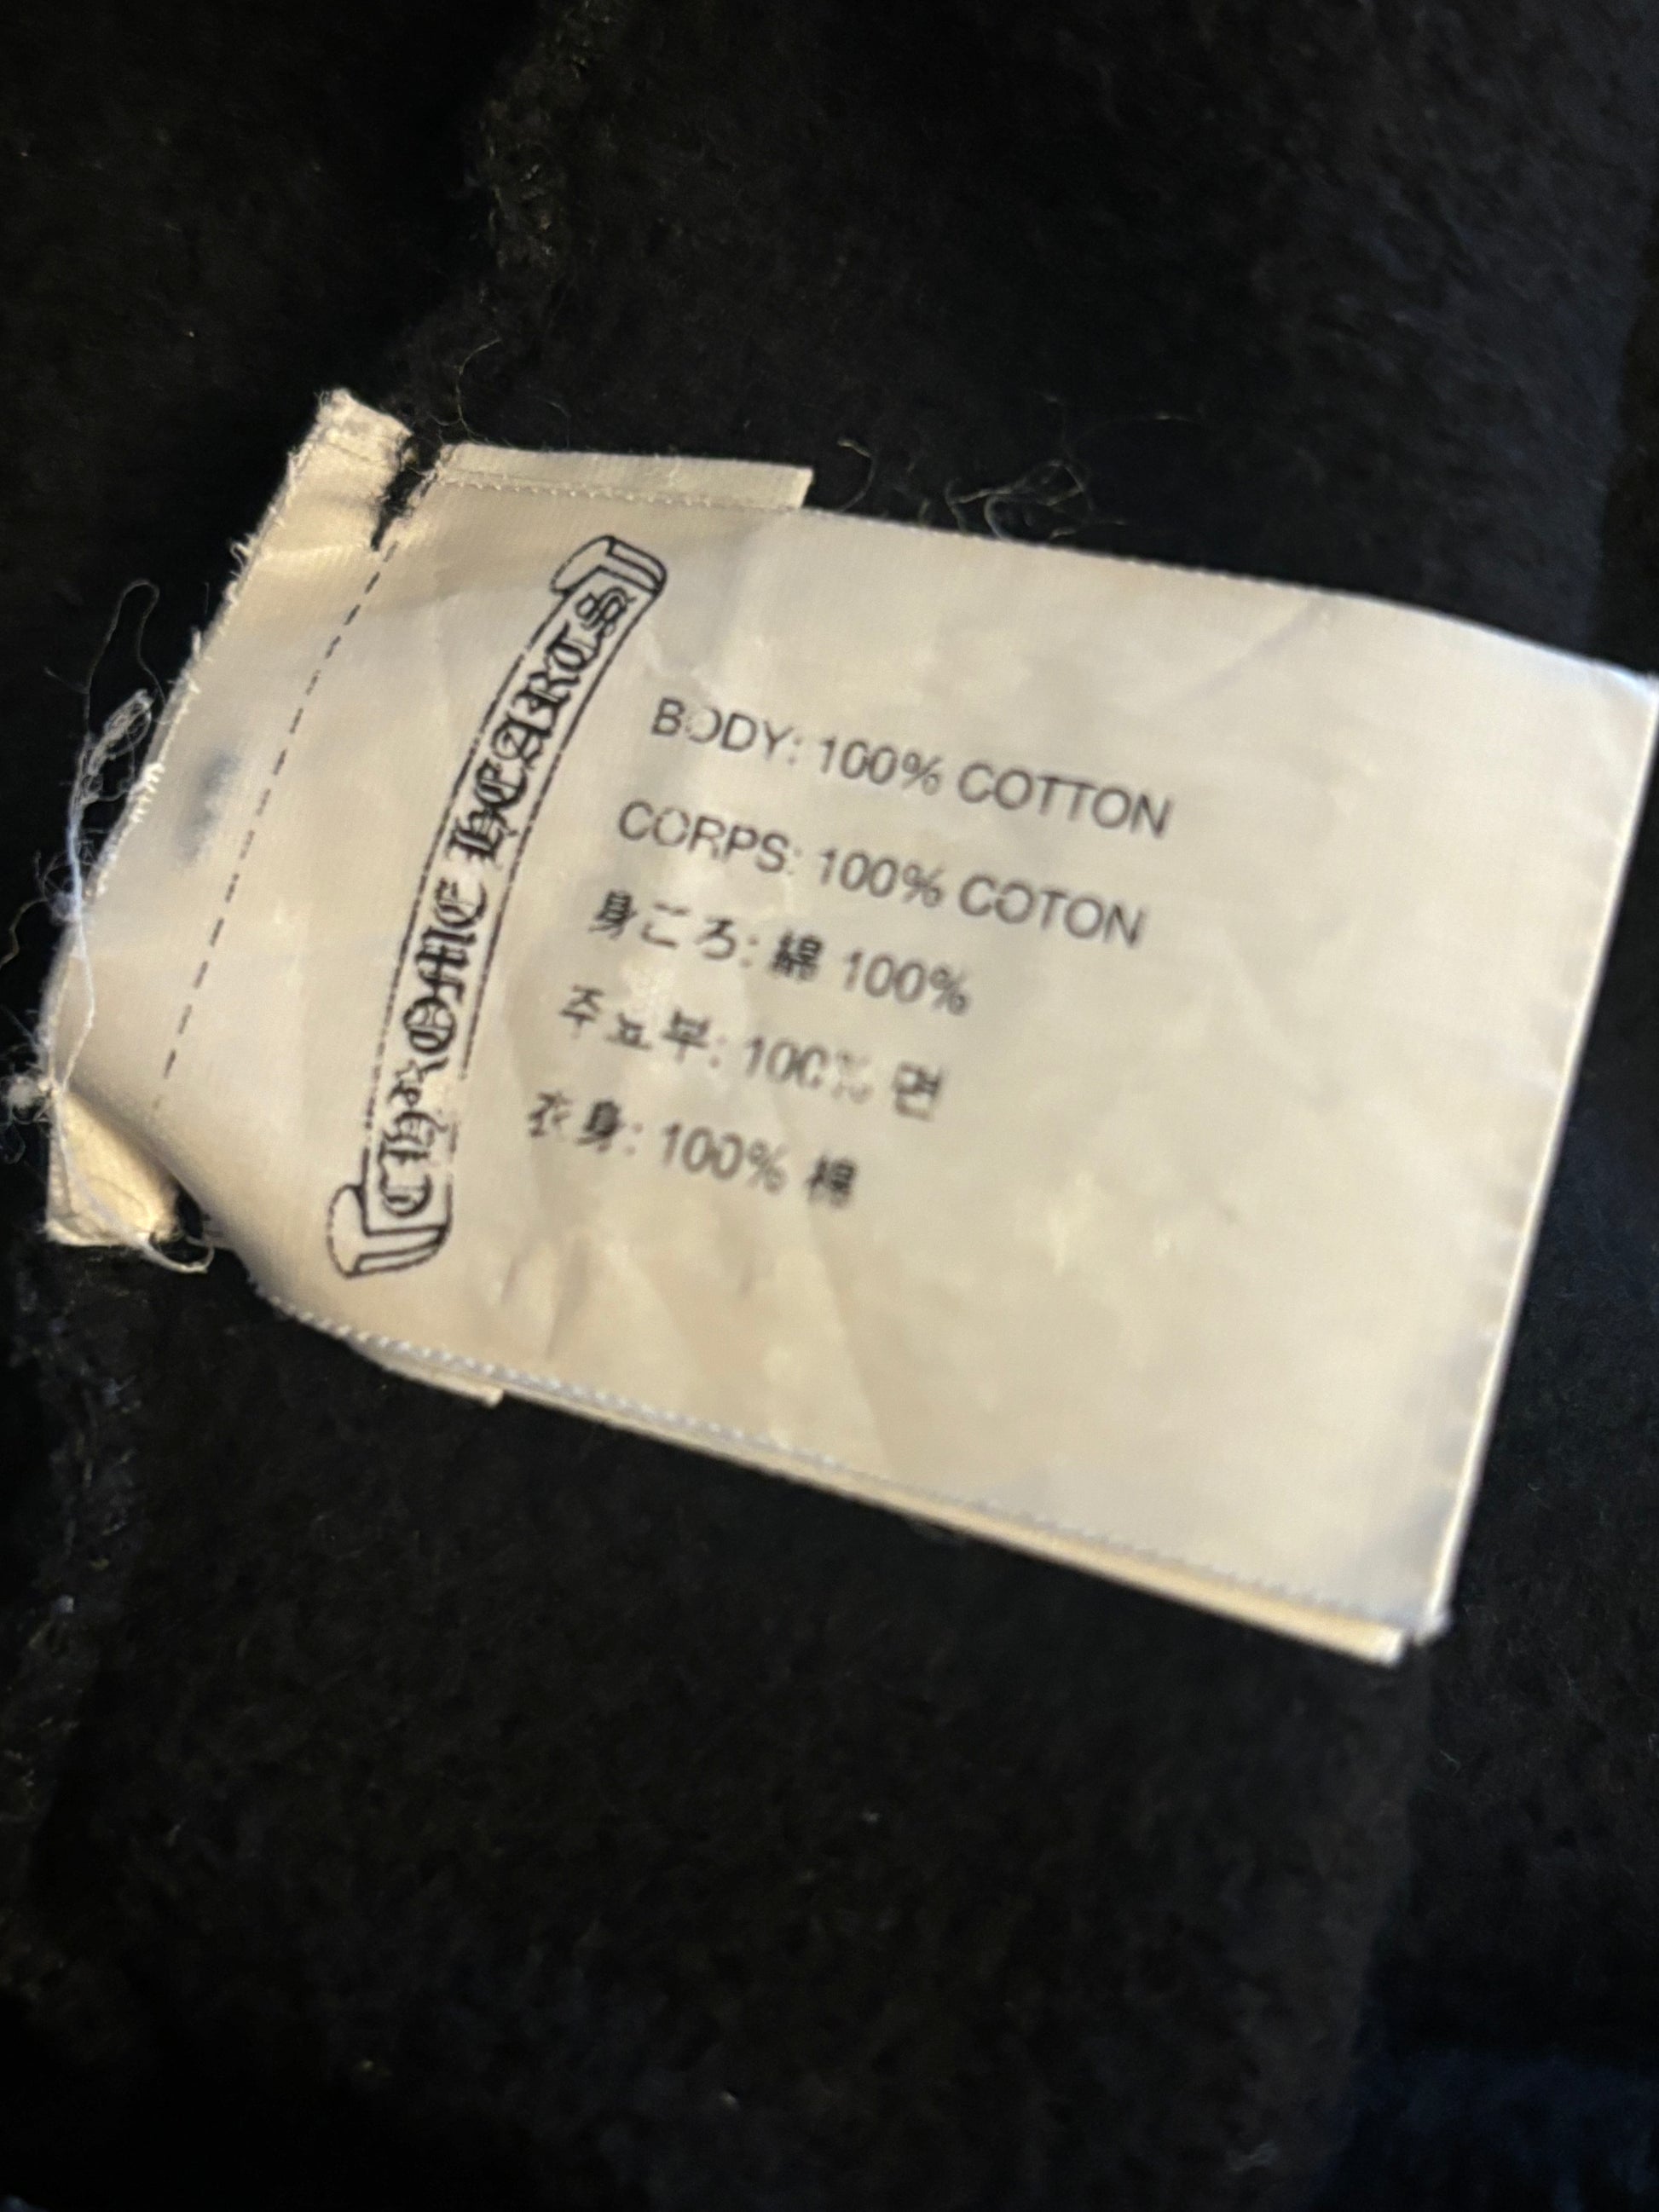 CHROME HEARTS
BODY: 100% COTTON
CORPS: 100% COTON
身ごろ: 綿 100%
주요부: 100% 면
衣身: 100% 棉